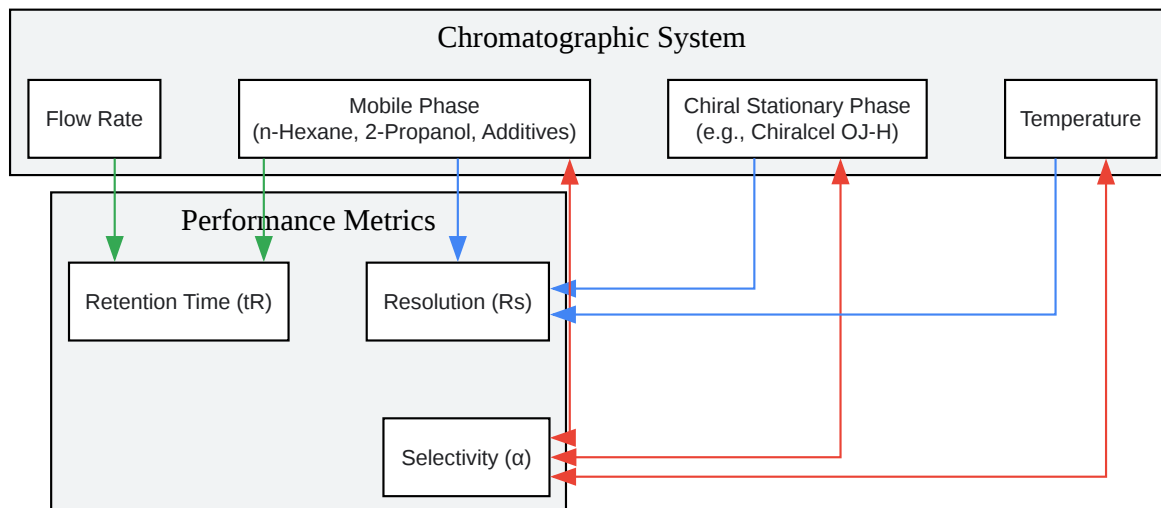 Chromatographic System
Flow Rate
Mobile Phase
(n-Hexane, 2-Propanol, Additives)
Chiral Stationary Phase
(e.g., Chiralcel OJ-H)
Temperature
Performance Metrics
Retention Time (tR)
Resolution (Rs)
Selectivity (α)